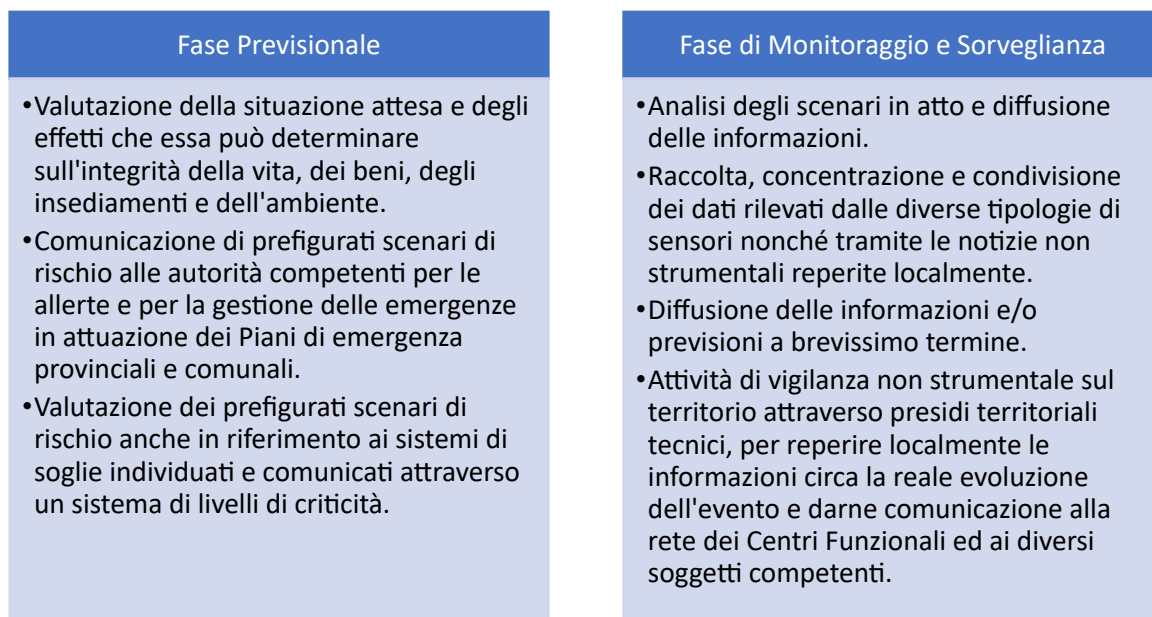 Fase Previsionale
•Valutazione della situazione attesa e degli
effetti che essa può determinare
sull'integrità della vita, dei beni, degli
insediamenti e dell'ambiente.
•Comunicazione di prefigurati scenari di
rischio alle autorità competenti per le
allerte e per la gestione delle emergenze
in attuazione dei Piani di emergenza
provinciali e comunali.
•Valutazione dei prefigurati scenari di
rischio anche in riferimento ai sistemi di
soglie individuati e comunicati attraverso
un sistema di livelli di criticità.
Fase di Monitoraggio e Sorveglianza
•Analisi degli scenari in atto e diffusione
delle informazioni.
•Raccolta, concentrazione e condivisione
dei dati rilevati dalle diverse tipologie di
sensori nonché tramite le notizie non
strumentali reperite localmente.
•Diffusione delle informazioni e/o
previsioni a brevissimo termine.
•Attività di vigilanza non strumentale sul
territorio attraverso presidi territoriali
tecnici, per reperire localmente le
informazioni circa la reale evoluzione
dell'evento e darne comunicazione alla
rete dei Centri Funzionali ed ai diversi
soggetti competenti.